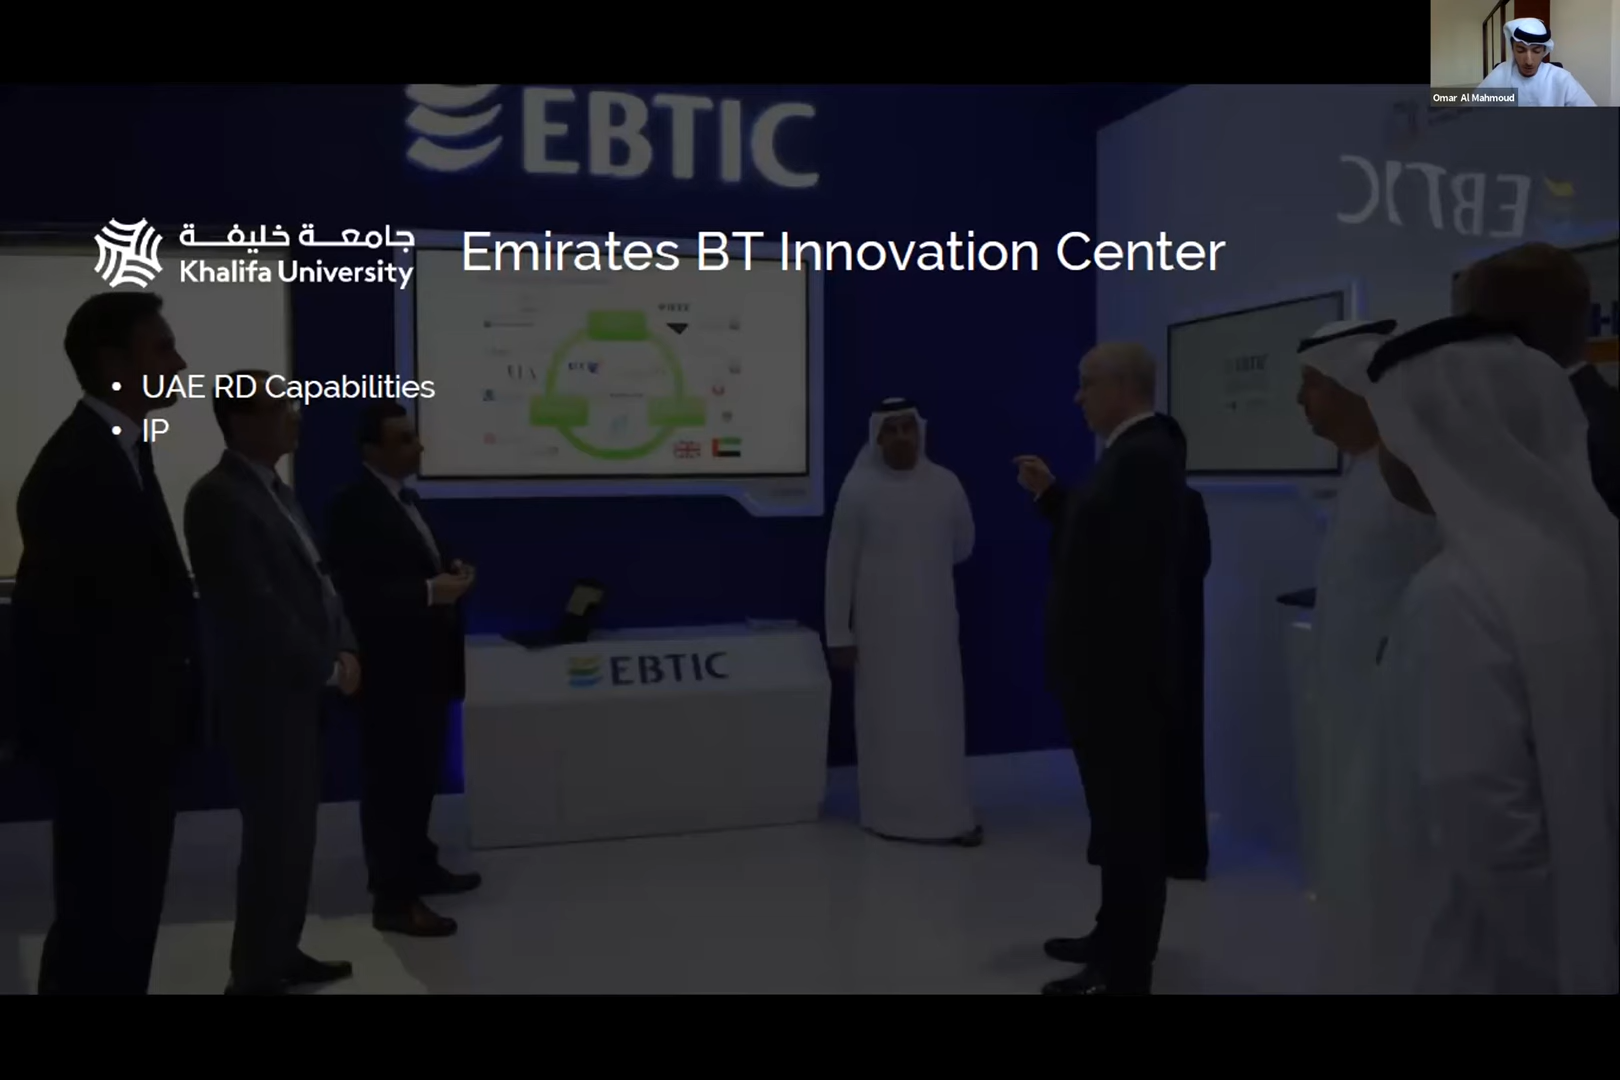 Omar Al Mahmoud
EBTIC
EBTIC
جامعة خليفة
Khalifa University
Emirates BT Innovation Center
• UAE RD Capabilities
• IP
EBTIC